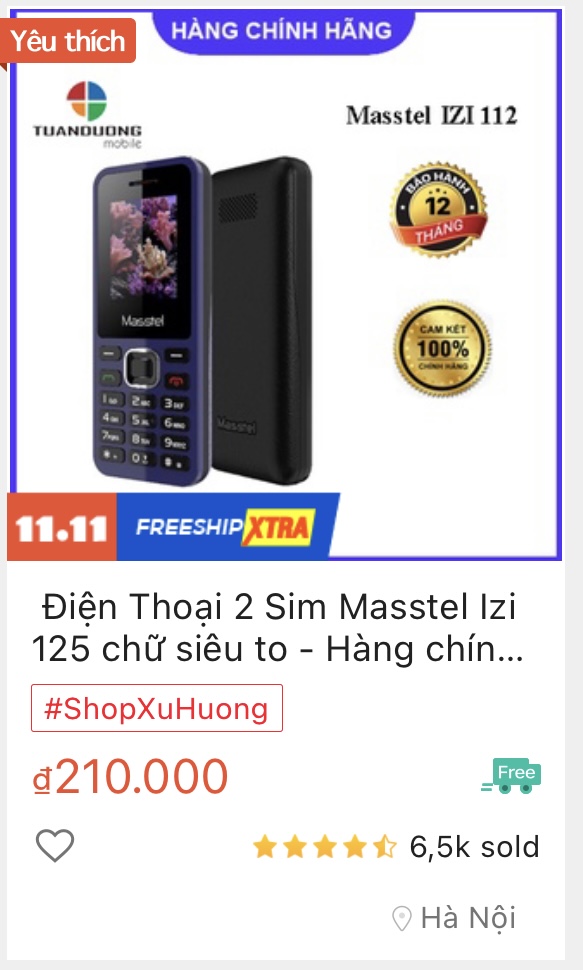 HÀNG CHÍNH HÃNG
Yêu thích
TUANDUONG
mobile
Masstel IZI 112
BẢO HÀNH
12
THÁNG
CAM KẾT
100%
CHÍNH HÃNG
Masstel
Masstel
11.11
FREESHIP XTRA
Điện Thoại 2 Sim Masstel Izi
125 chữ siêu to - Hàng chín...
#ShopXuHuong
₫210.000
Free
6,5k sold
Hà Nội